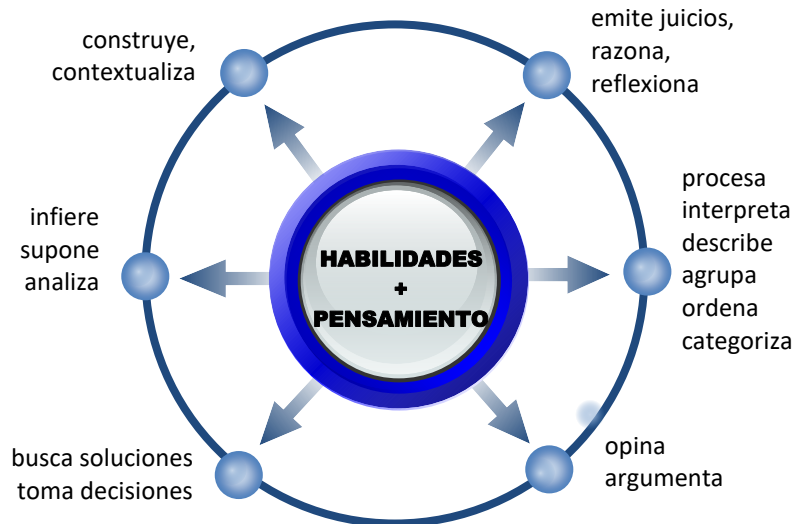 construye,
contextualiza
emite juicios,
razona,
reflexiona
infiere
supone
analiza
HABILIDADES
+
PENSAMIENTO
procesa
interpreta
describe
agrupa
ordena
categoriza
busca soluciones
toma decisiones
opina
argumenta